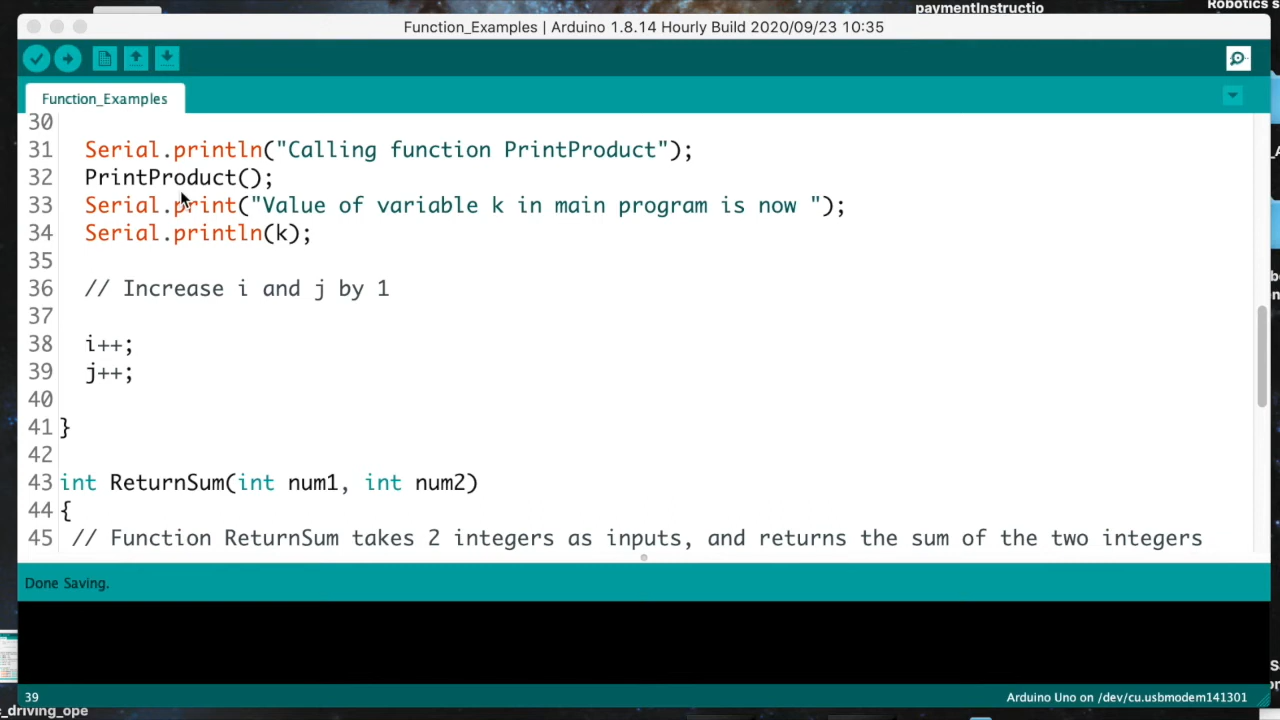 paymentInstructio
Robotics s
Function_Examples | Arduino 1.8.14 Hourly Build 2020/09/23 10:35
Function_Examples
30
31 Serial.println("Calling function PrintProduct");
32 PrintProduct();
33 Serial.print("Value of variable k in main program is now ");
34 Serial.println(k);
35
36 // Increase i and j by 1
37
38 i++;
39 j++;
40
41 }
42
43 int ReturnSum(int num1, int num2)
44 {
45 // Function ReturnSum takes 2 integers as inputs, and returns the sum of the two integers
Done Saving.
39
Arduino Uno on /dev/cu.usbmodem141301
c_driving_ope